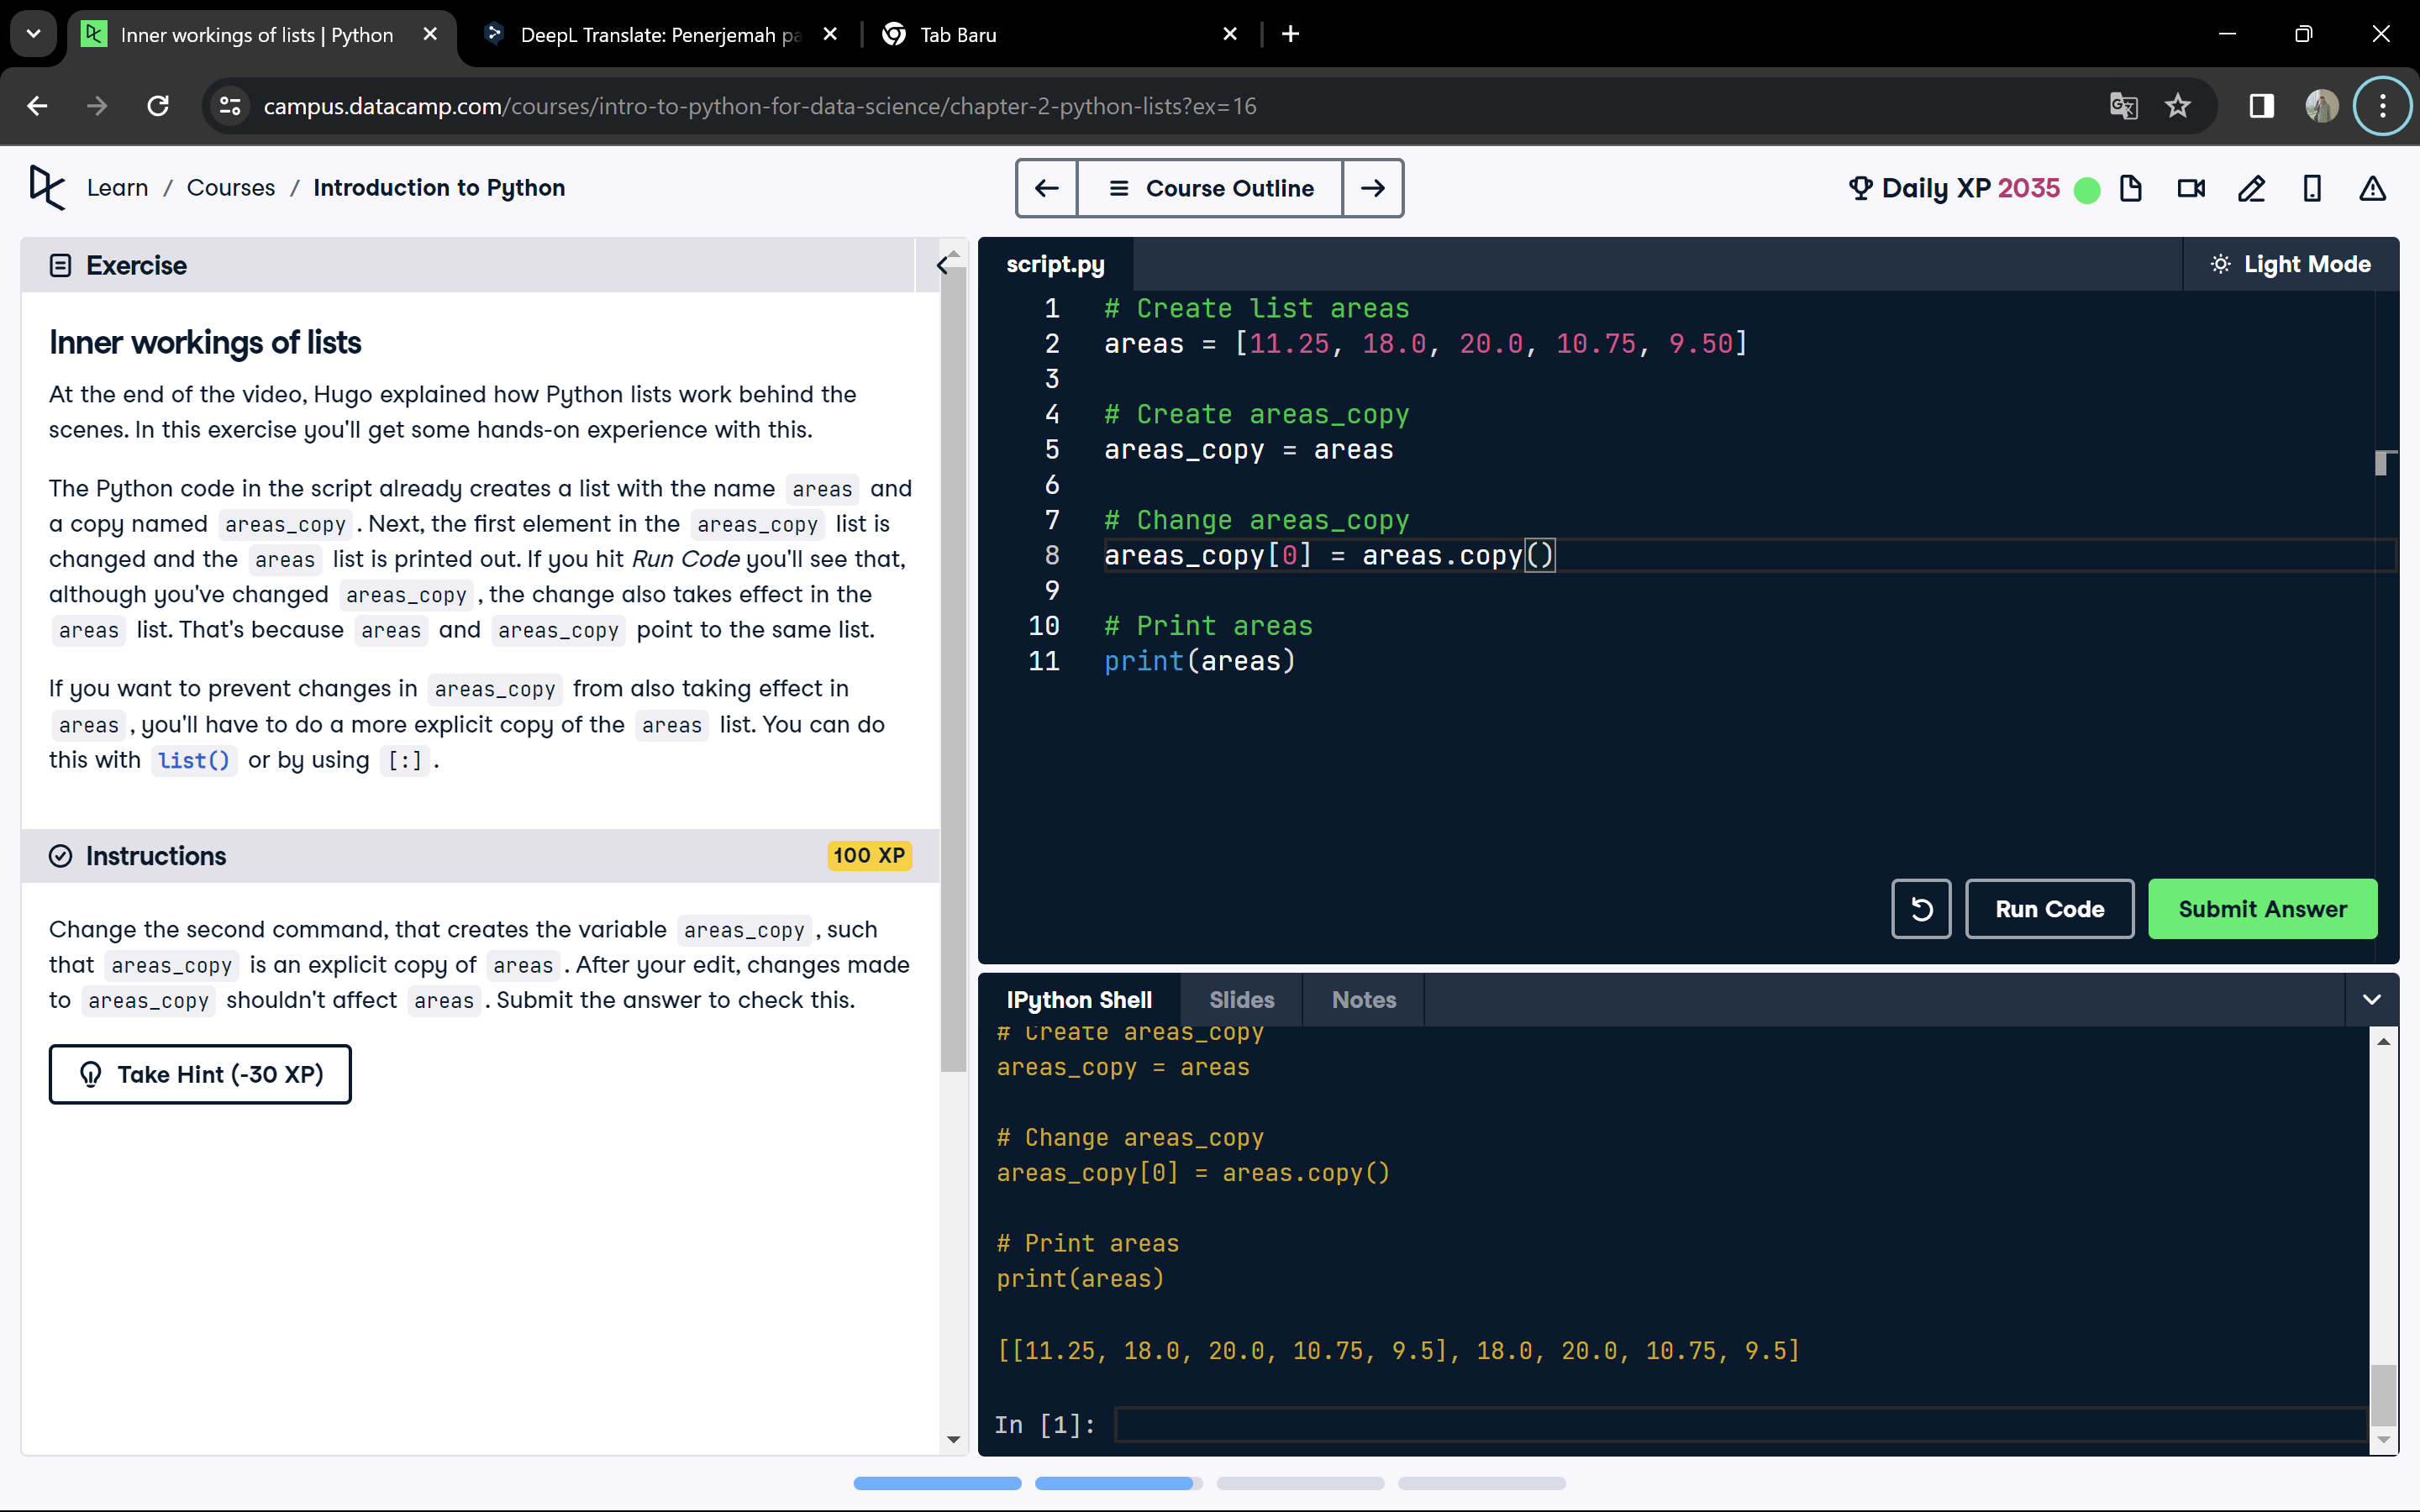 Inner workings of lists | Python
DeepL Translate: Penerjemah pa
Tab Baru
campus.datacamp.com/courses/intro-to-python-for-data-science/chapter-2-python-lists?ex=16
Learn / Courses / Introduction to Python
Course Outline
Daily XP 2035
Exercise
Inner workings of lists
At the end of the video, Hugo explained how Python lists work behind the
scenes. In this exercise you'll get some hands-on experience with this.
The Python code in the script already creates a list with the name areas and
a copy named areas_copy. Next, the first element in the areas_copy list is
changed and the areas list is printed out. If you hit Run Code you'll see that,
although you've changed areas_copy, the change also takes effect in the
areas list. That's because areas and areas_copy point to the same list.
If you want to prevent changes in areas_copy from also taking effect in
areas, you'll have to do a more explicit copy of the areas list. You can do
this with list() or by using [:].
Instructions
100 XP
Change the second command, that creates the variable areas_copy, such
that areas_copy is an explicit copy of areas. After your edit, changes made
to areas_copy shouldn't affect areas. Submit the answer to check this.
Take Hint (-30 XP)
script.py
Light Mode
1 # Create list areas
2 areas = [11.25, 18.0, 20.0, 10.75, 9.50]
3
4 # Create areas_copy
5 areas_copy = areas
6
7 # Change areas_copy
8 areas_copy[0] = areas.copy()
9
10 # Print areas
11 print(areas)
Run Code
Submit Answer
IPython Shell
Slides
Notes
# Create areas_copy
areas_copy = areas
# Change areas_copy
areas_copy[0] = areas.copy()
# Print areas
print(areas)
[[11.25, 18.0, 20.0, 10.75, 9.5], 18.0, 20.0, 10.75, 9.5]
In [1]: